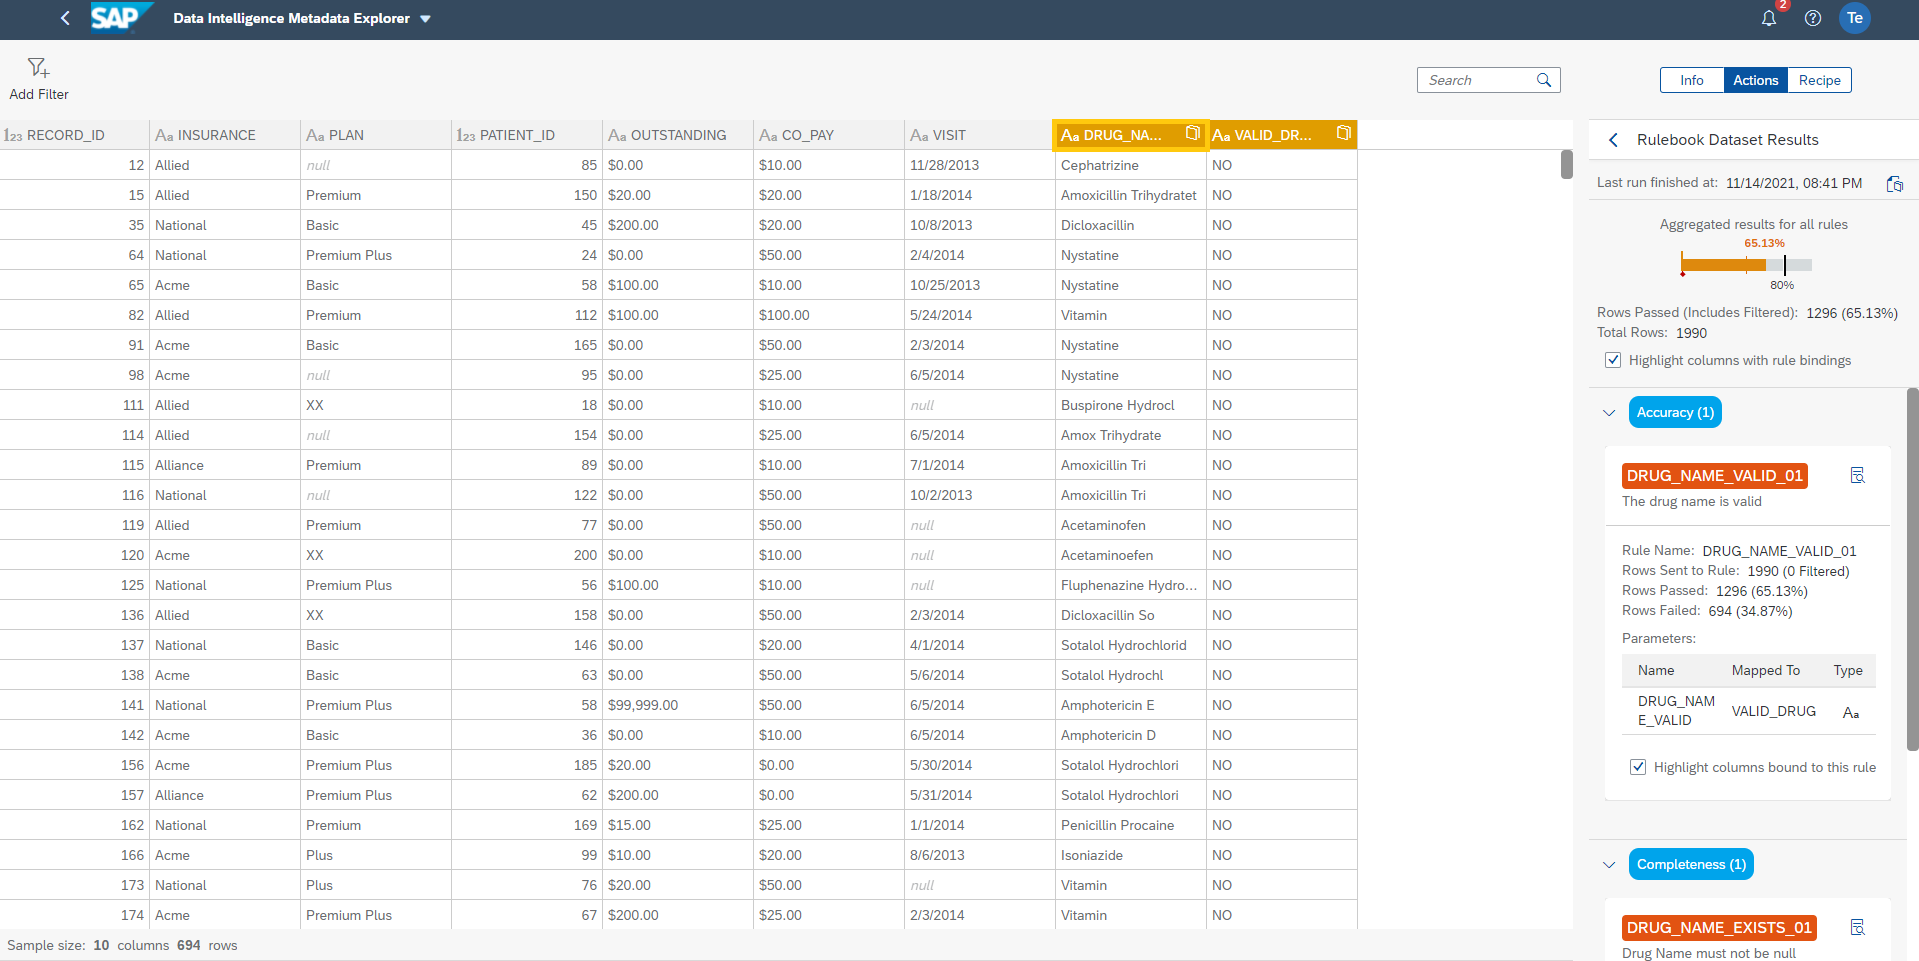 SAP Data Intelligence Metadata Explorer 2 Te
Add Filter Search Info Actions Recipe
123 RECORD_ID Aa INSURANCE Aa PLAN 123 PATIENT_ID Aa OUTSTANDING Aa CO_PAY Aa VISIT Aa DRUG_NA... Aa VALID_DR...
12 Allied null 85 $0.00 $10.00 11/28/2013 Cephatrizine NO
15 Allied Premium 150 $20.00 $20.00 1/18/2014 Amoxicillin Trihydratet NO
35 National Basic 45 $200.00 $20.00 10/8/2013 Dicloxacillin NO
64 National Premium Plus 24 $0.00 $50.00 2/4/2014 Nystatine NO
65 Acme Basic 58 $100.00 $10.00 10/25/2013 Nystatine NO
82 Allied Premium 112 $100.00 $100.00 5/24/2014 Vitamin NO
91 Acme Basic 165 $0.00 $50.00 2/3/2014 Nystatine NO
98 Acme null 95 $0.00 $25.00 6/5/2014 Nystatine NO
111 Allied XX 18 $0.00 $10.00 null Buspirone Hydrocl NO
114 Allied null 154 $0.00 $25.00 6/5/2014 Amox Trihydrate NO
115 Alliance Premium 89 $0.00 $10.00 7/1/2014 Amoxicillin Tri NO
116 National null 122 $0.00 $50.00 10/2/2013 Amoxicillin Tri NO
119 Allied Premium 77 $0.00 $50.00 null Acetaminofen NO
120 Acme XX 200 $0.00 $10.00 null Acetaminoefen NO
125 National Premium Plus 56 $100.00 $10.00 null Fluphenazine Hydro... NO
136 Allied XX 158 $0.00 $50.00 2/3/2014 Dicloxacillin So NO
137 National Basic 146 $0.00 $20.00 4/1/2014 Sotalol Hydrochlorid NO
138 Acme Basic 63 $0.00 $50.00 5/6/2014 Sotalol Hydrochl NO
141 National Premium Plus 58 $99,999.00 $50.00 6/5/2014 Amphotericin E NO
142 Acme Basic 36 $0.00 $10.00 6/5/2014 Amphotericin D NO
156 Acme Premium Plus 185 $20.00 $0.00 5/30/2014 Sotalol Hydrochlori NO
157 Alliance Premium Plus 62 $200.00 $0.00 5/31/2014 Sotalol Hydrochlori NO
162 National Premium 169 $15.00 $25.00 1/1/2014 Penicillin Procaine NO
166 Acme Plus 99 $10.00 $20.00 8/6/2013 Isoniazide NO
173 National Plus 76 $20.00 $50.00 null Vitamin NO
174 Acme Premium Plus 67 $200.00 $25.00 2/3/2014 Vitamin NO
Sample size: 10 columns 694 rows
Rulebook Dataset Results
Last run finished at: 11/14/2021, 08:41 PM
Aggregated results for all rules
65.13%
80%
Rows Passed (Includes Filtered): 1296 (65.13%)
Total Rows: 1990
Highlight columns with rule bindings
Accuracy (1)
DRUG_NAME_VALID_01
The drug name is valid
Rule Name: DRUG_NAME_VALID_01
Rows Sent to Rule: 1990 (0 Filtered)
Rows Passed: 1296 (65.13%)
Rows Failed: 694 (34.87%)
Parameters:
Name Mapped To Type
DRUG_NAM
E_VALID VALID_DRUG Aa
Highlight columns bound to this rule
Completeness (1)
DRUG_NAME_EXISTS_01
Drug Name must not be null